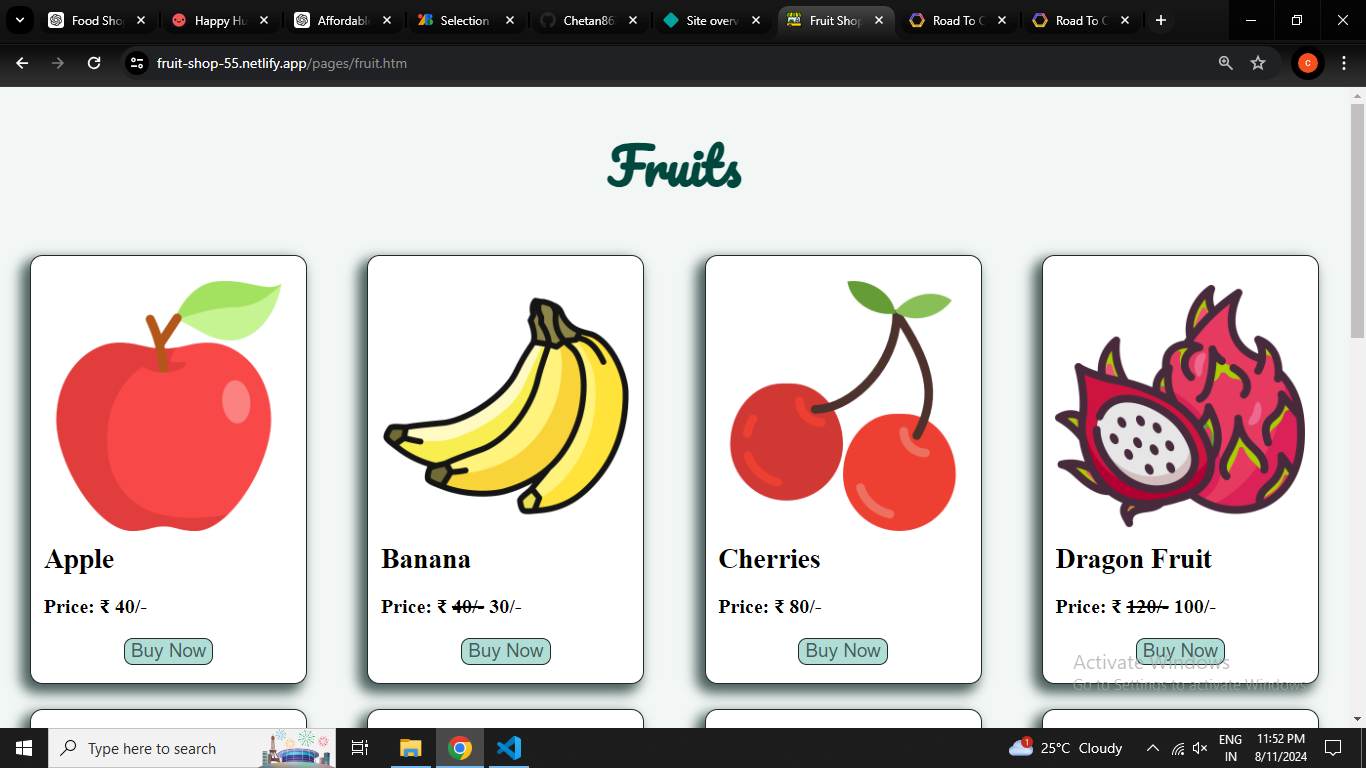 Food Sho
Happy Hu
Affordable
Selection
Chetan86
Site overv
Fruit Shop
Road To C
Road To C
fruit-shop-55.netlify.app/pages/fruit.htm
c
Fruits
Apple
Price: ₹ 40/-
Buy Now
Banana
Price: ₹ 40/- 30/-
Buy Now
Cherries
Price: ₹ 80/-
Buy Now
Dragon Fruit
Price: ₹ 120/- 100/-
Buy Now
Activate Windows
Go to Settings to activate Windows.
Type here to search
1
25°C Cloudy
ENG
IN
11:52 PM
8/11/2024